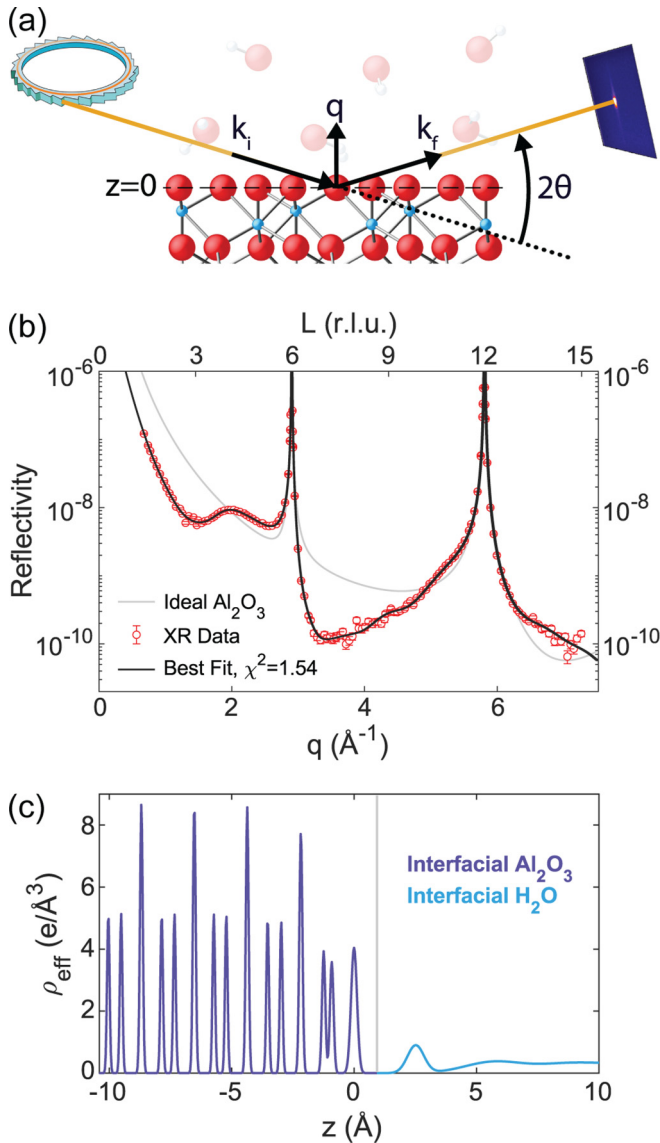 (a)
q
k_i
k_f
z=0
2θ
(b)
L (r.l.u.)
0 3 6 9 12 15
10^-6 10^-6
10^-8 10^-8
10^-10 10^-10
Reflectivity
Ideal Al₂O₃
XR Data
Best Fit, χ²=1.54
0 2 4 6
q (Å⁻¹)
(c)
8
6
4
2
0
ρ_eff (e/Å³)
Interfacial Al₂O₃
Interfacial H₂O
-10 -5 0 5 10
z (Å)